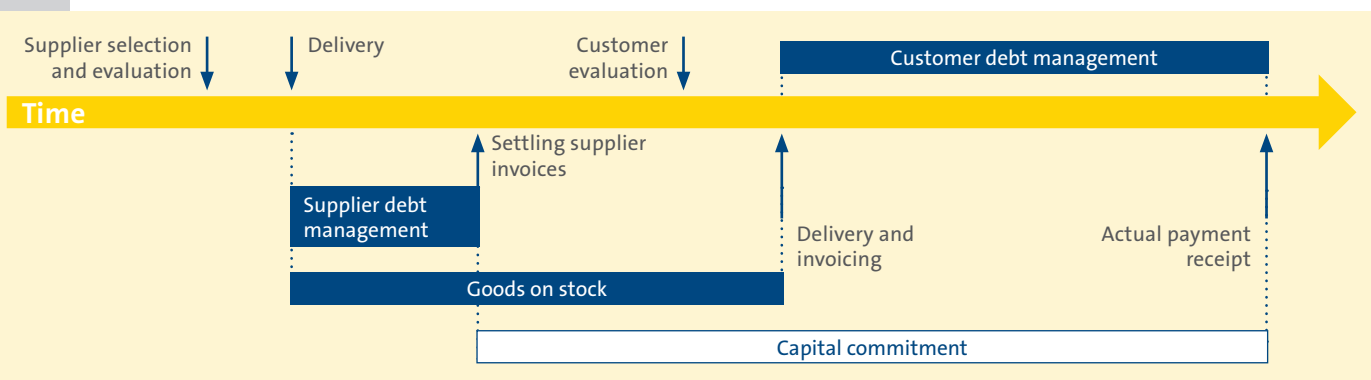 Supplier selection
and evaluation
Delivery
Customer
evaluation
Customer debt management
Time
Settling supplier
invoices
Supplier debt
management
Delivery and
invoicing
Actual payment
receipt
Goods on stock
Capital commitment